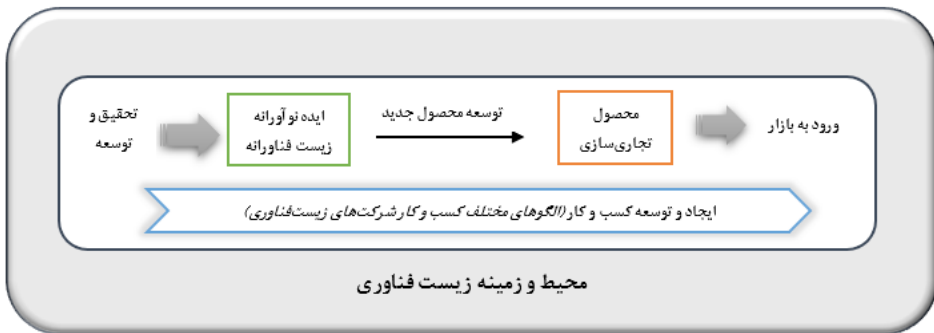 تحقیق و
توسعه
ایده نوآورانه
زیست فناورانه
توسعه محصول جدید
محصول
تجاری‌سازی
ورود به بازار
ایجاد و توسعه کسب و کار (الگوهای مختلف کسب و کار شرکت‌های زیست‌فناوری)
محیط و زمینه زیست فناوری